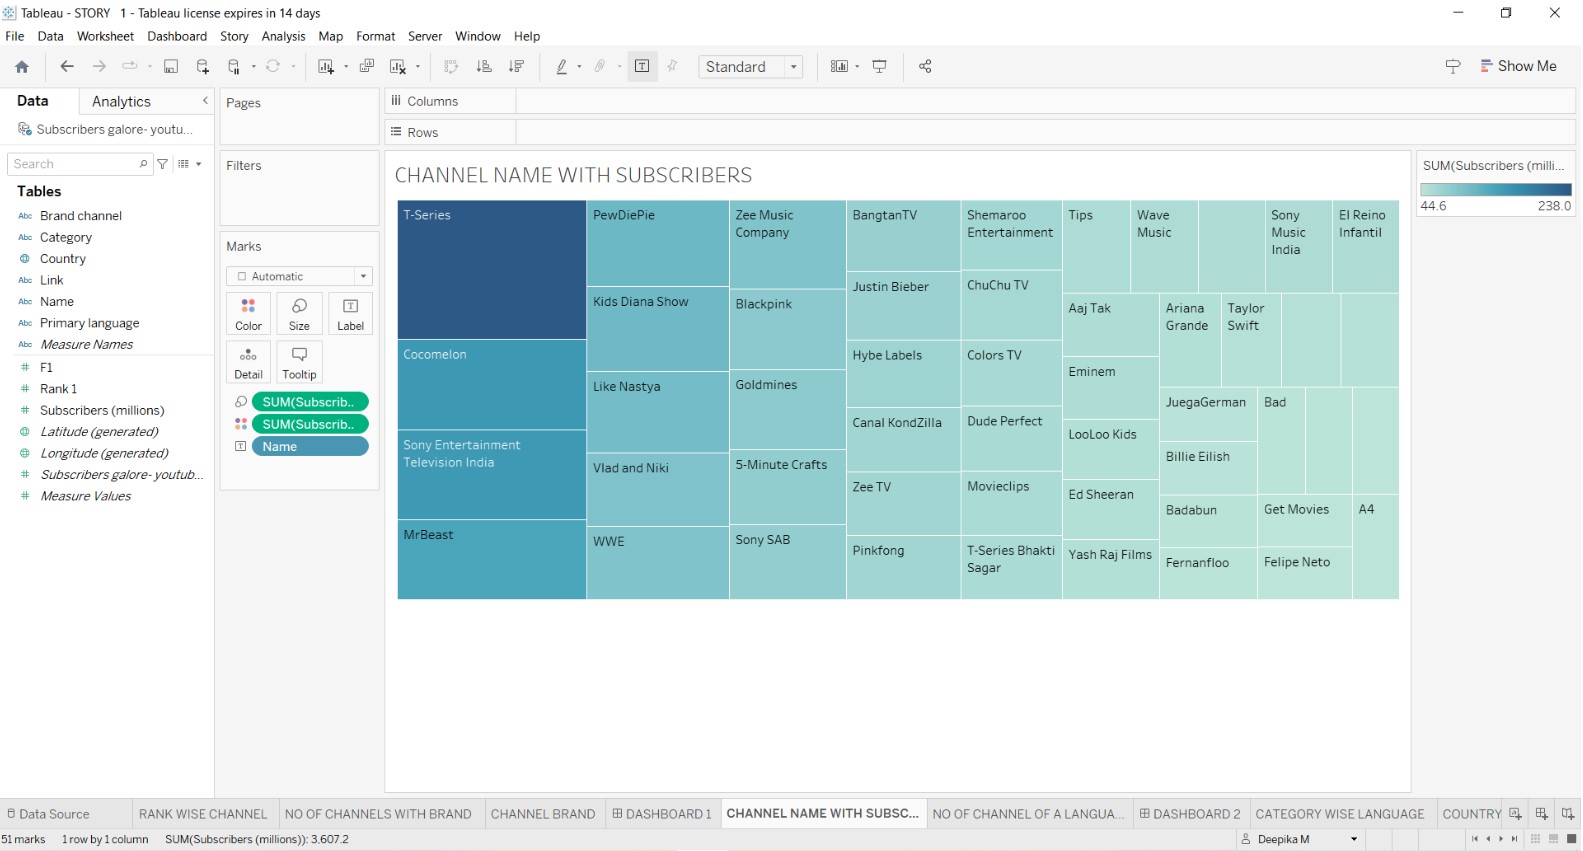 Tableau - STORY 1 - Tableau license expires in 14 days
File Data Worksheet Dashboard Story Analysis Map Format Server Window Help
Standard
Show Me
Data
Analytics
Subscribers galore- youtu...
Search
Tables
Abc Brand channel
Abc Category
Country
Abc Link
Abc Name
Abc Primary language
Abc Measure Names
# F1
# Rank 1
# Subscribers (millions)
Latitude (generated)
Longitude (generated)
# Subscribers galore- youtub...
# Measure Values
Pages
Filters
Marks
Automatic
Color
Size
Label
Detail
Tooltip
SUM(Subscrib..
SUM(Subscrib..
Name
Columns
Rows
CHANNEL NAME WITH SUBSCRIBERS
T-Series
Cocomelon
Sony Entertainment
Television India
MrBeast
PewDiePie
Kids Diana Show
Like Nastya
Vlad and Niki
WWE
Zee Music
Company
Blackpink
Goldmines
5-Minute Crafts
Sony SAB
BangtanTV
Justin Bieber
Hybe Labels
Canal KondZilla
Zee TV
Pinkfong
Shemaroo
Entertainment
ChuChu TV
Colors TV
Dude Perfect
Movieclips
T-Series Bhakti
Sagar
Tips
Wave
Music
Sony
Music
India
El Reino
Infantil
Aaj Tak
Eminem
LooLoo Kids
Ed Sheeran
Yash Raj Films
Ariana
Grande
Taylor
Swift
JuegaGerman
Billie Eilish
Badabun
Fernanfloo
Bad
Get Movies
Felipe Neto
A4
SUM(Subscribers (milli...
44.6
238.0
Data Source
RANK WISE CHANNEL
NO OF CHANNELS WITH BRAND
CHANNEL BRAND
DASHBOARD 1
CHANNEL NAME WITH SUBSC...
NO OF CHANNEL OF A LANGUA...
DASHBOARD 2
CATEGORY WISE LANGUAGE
COUNTRY
51 marks
1 row by 1 column
SUM(Subscribers (millions)): 3,607.2
Deepika M